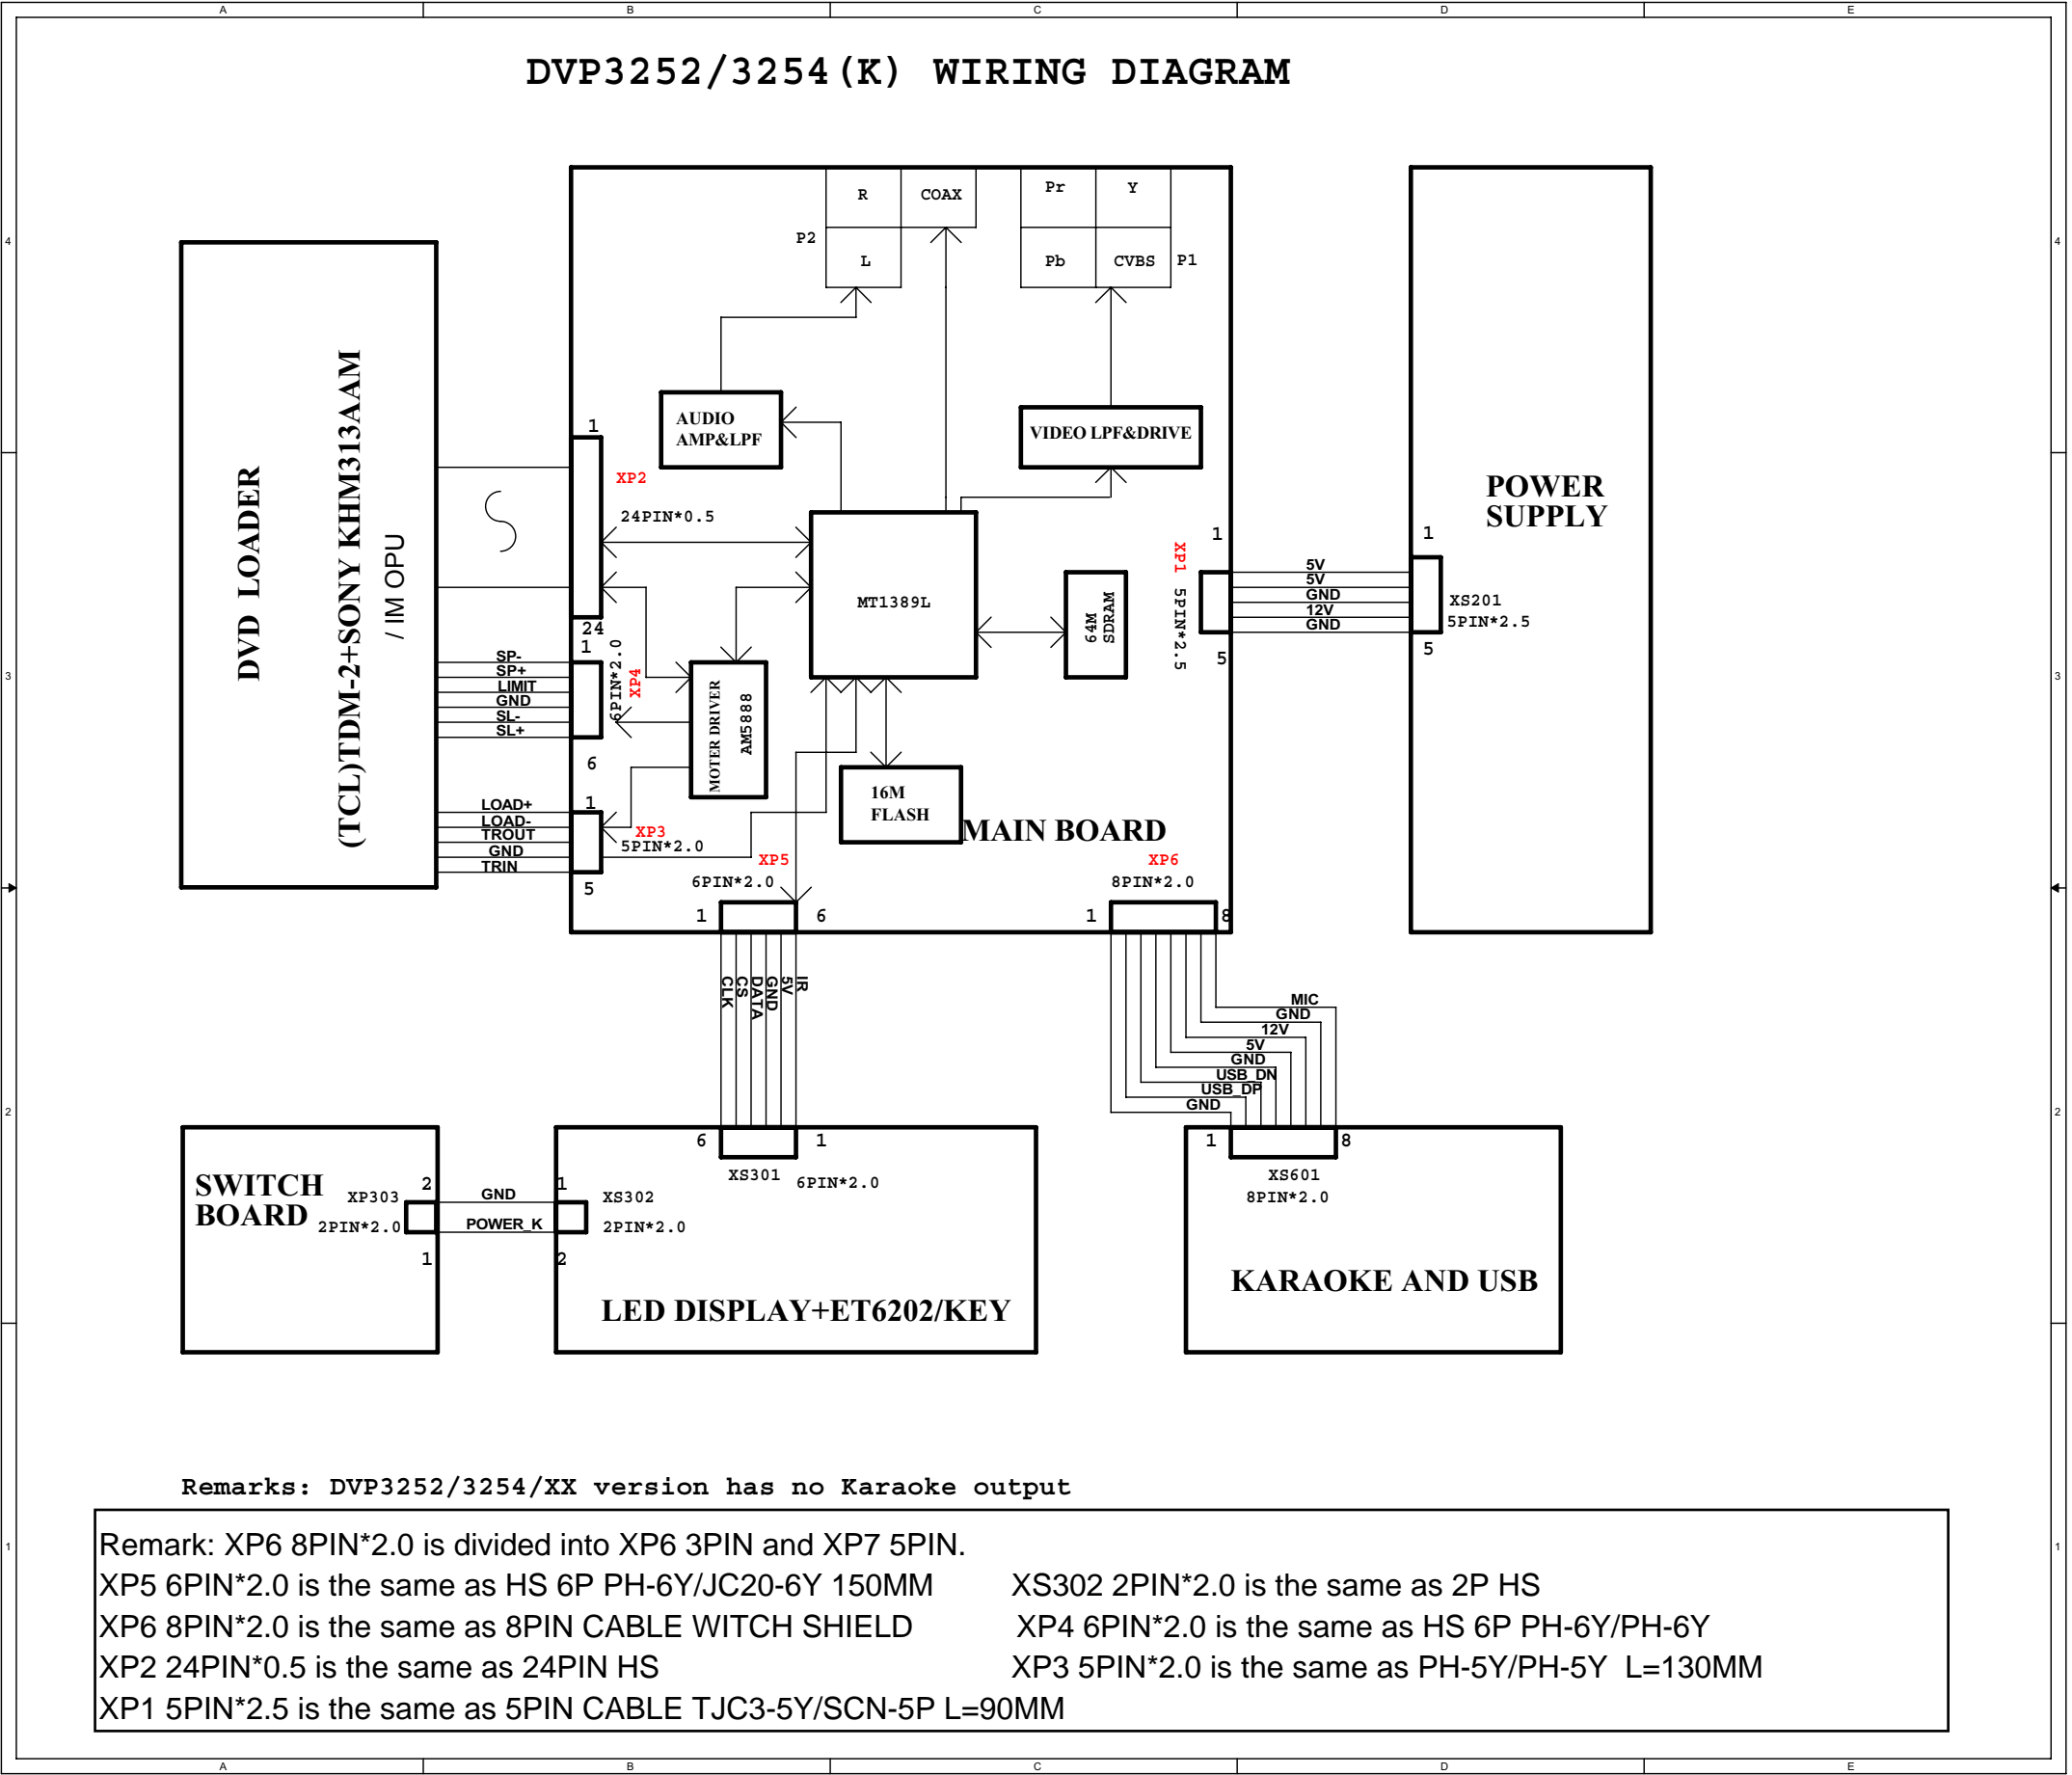 A B C D E
DVP3252/3254(K) WIRING DIAGRAM
R COAX
P2
L
Pr Y
Pb CVBS P1
4 4
AUDIO
AMP&LPF
VIDEO LPF&DRIVE
DVD LOADER
(TCL)TDM-2+SONY KHM313AAM
/ IM OPU
1
XP2
24PIN*0.5
24
MT1389L
64M
SDRAM
1
XP1 5PIN*2.5
5
5V
5V
GND
12V
GND
POWER
SUPPLY
1
XS201
5PIN*2.5
5
3 3
SP-
SP+
LIMIT
GND
SL-
SL+
1
6PIN*2.0
XP4
6
MOTER DRIVER
AM5888
16M
FLASH
MAIN BOARD
LOAD+
LOAD-
TROUT
GND
TRIN
1
XP3
5PIN*2.0
5
XP5
6PIN*2.0
1 6
XP6
8PIN*2.0
1 8
CLK
CS
DATA
GND
5V
IR
MIC
GND
12V
5V
GND
USB_DN
USB_DP
GND
2 2
SWITCH
BOARD
XP303
2PIN*2.0
2
1
GND
POWER_K
1
XS302
2PIN*2.0
2
6 1
XS301 6PIN*2.0
LED DISPLAY+ET6202/KEY
1 8
XS601
8PIN*2.0
KARAOKE AND USB
Remarks: DVP3252/3254/XX version has no Karaoke output
Remark: XP6 8PIN*2.0 is divided into XP6 3PIN and XP7 5PIN.
XP5 6PIN*2.0 is the same as HS 6P PH-6Y/JC20-6Y 150MM XS302 2PIN*2.0 is the same as 2P HS
XP6 8PIN*2.0 is the same as 8PIN CABLE WITCH SHIELD XP4 6PIN*2.0 is the same as HS 6P PH-6Y/PH-6Y
XP2 24PIN*0.5 is the same as 24PIN HS XP3 5PIN*2.0 is the same as PH-5Y/PH-5Y L=130MM
XP1 5PIN*2.5 is the same as 5PIN CABLE TJC3-5Y/SCN-5P L=90MM
1 1
A B C D E